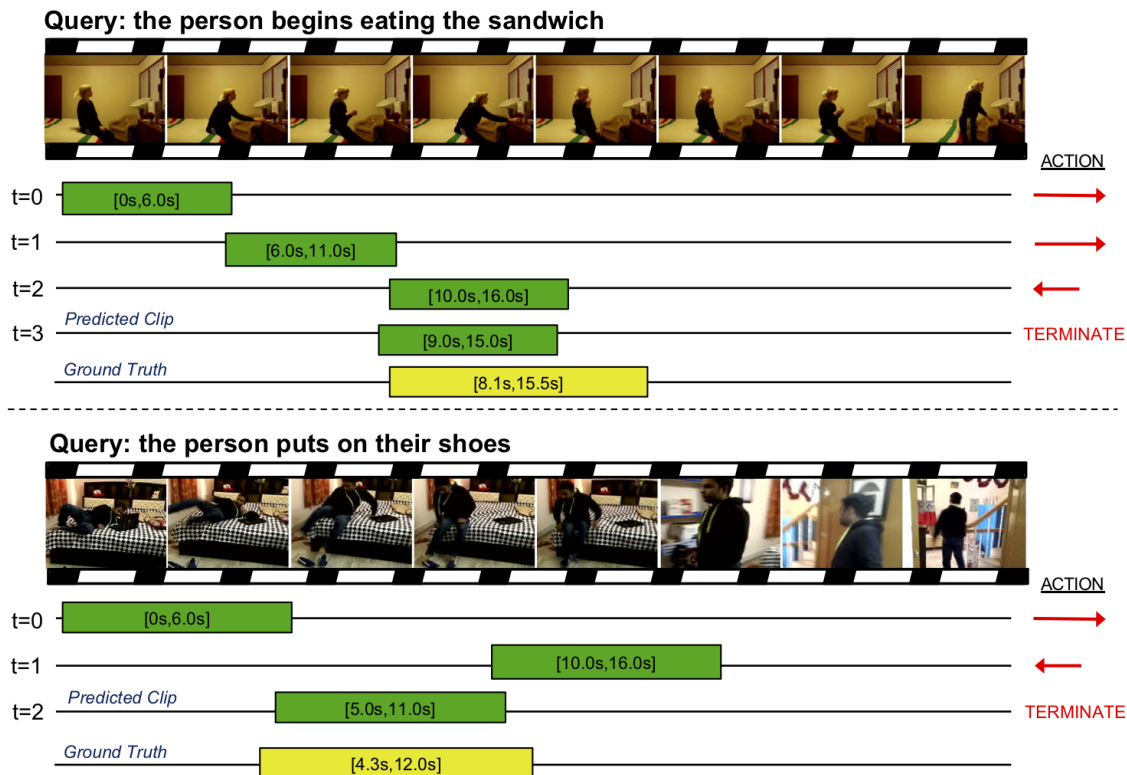 Query: the person begins eating the sandwich
ACTION
t=0 [0s,6.0s]
t=1 [6.0s,11.0s]
t=2 [10.0s,16.0s]
Predicted Clip
t=3 [9.0s,15.0s] TERMINATE
Ground Truth
[8.1s,15.5s]
Query: the person puts on their shoes
ACTION
t=0 [0s,6.0s]
t=1 [10.0s,16.0s]
Predicted Clip
t=2 [5.0s,11.0s] TERMINATE
Ground Truth
[4.3s,12.0s]